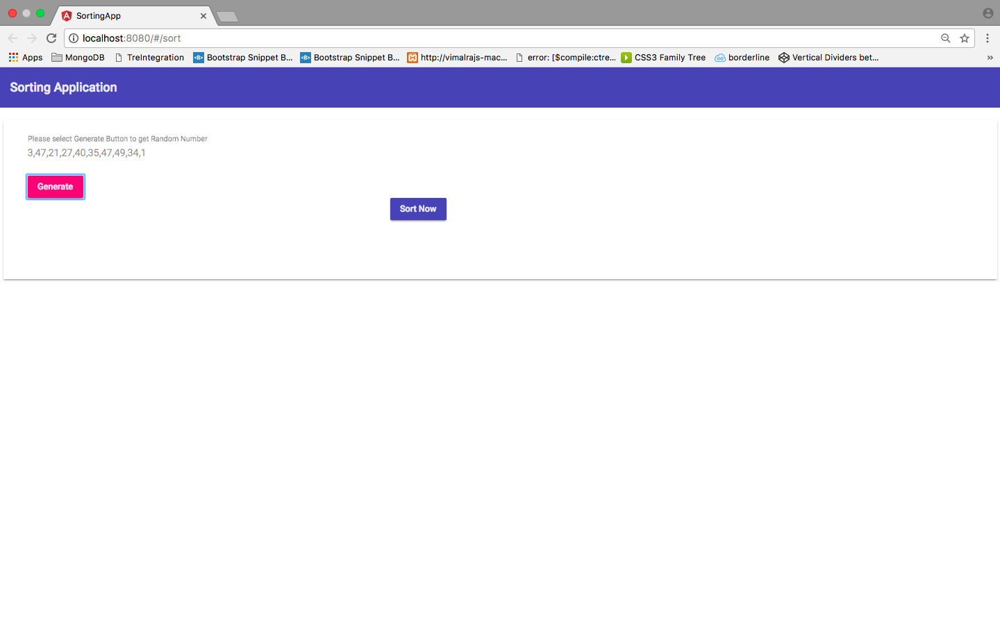 SortingApp
localhost:8080/#/sort
Apps MongoDB TreIntegration Bootstrap Snippet B... Bootstrap Snippet B... http://vimalrajs-mac... error: [$compile:ctre... CSS3 Family Tree borderline Vertical Dividers bet... »
Sorting Application
Please select Generate Button to get Random Number
3,47,21,27,40,35,47,49,34,1
Generate
Sort Now